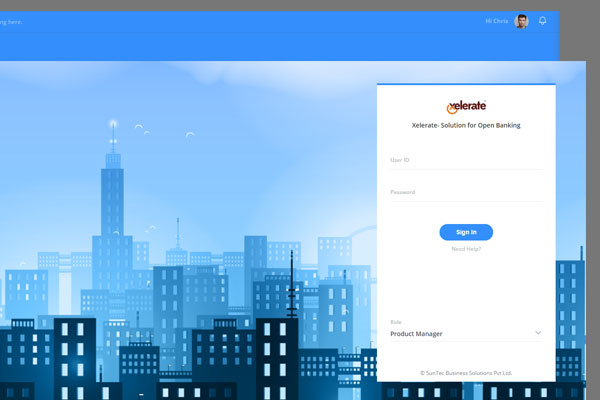 ng here.
Hi Chris
xelerate
Xelerate- Solution for Open Banking
User ID
Password
Sign in
Need Help?
Role
Product Manager
© SunTec Business Solutions Pvt Ltd.